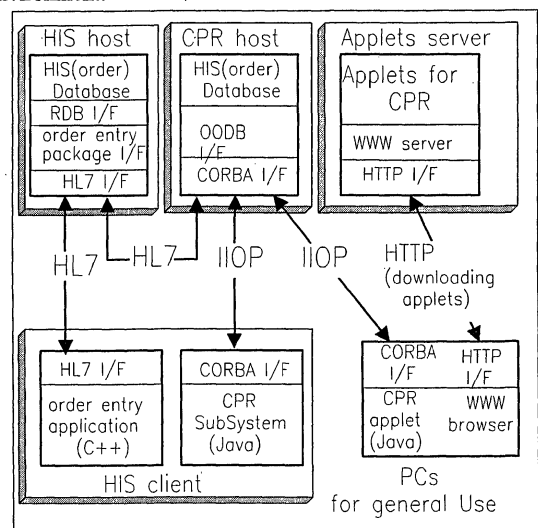 HIS host
HIS(order)
Database
RDB I/F
order entry
package I/F
HL7 I/F
CPR host
HIS(order)
Database
OODB
I/F
CORBA I/F
Applets server
Applets for
CPR
WWW server
HTTP I/F
HL7
HL7
IIOP
IIOP
HTTP
(downloading
applets)
HL7 I/F
order entry
application
(C++)
CORBA I/F
CPR
SubSystem
(Java)
HIS client
CORBA
I/F
CPR
applet
(Java)
HTTP
I/F
WWW
browser
PCs
for general Use